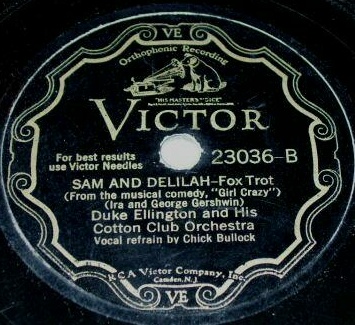 VE
Orthophonic Recording
"HIS MASTER'S VOICE"
VICTOR
For best results
use Victor Needles
23036-B
SAM AND DELILAH-Fox Trot
(From the musical comedy, "Girl Crazy")
(Ira and George Gershwin)
Duke Ellington and His
Cotton Club Orchestra
Vocal refrain by Chick Bullock
RCA Victor Company, Inc.
Camden, N.J.
VE